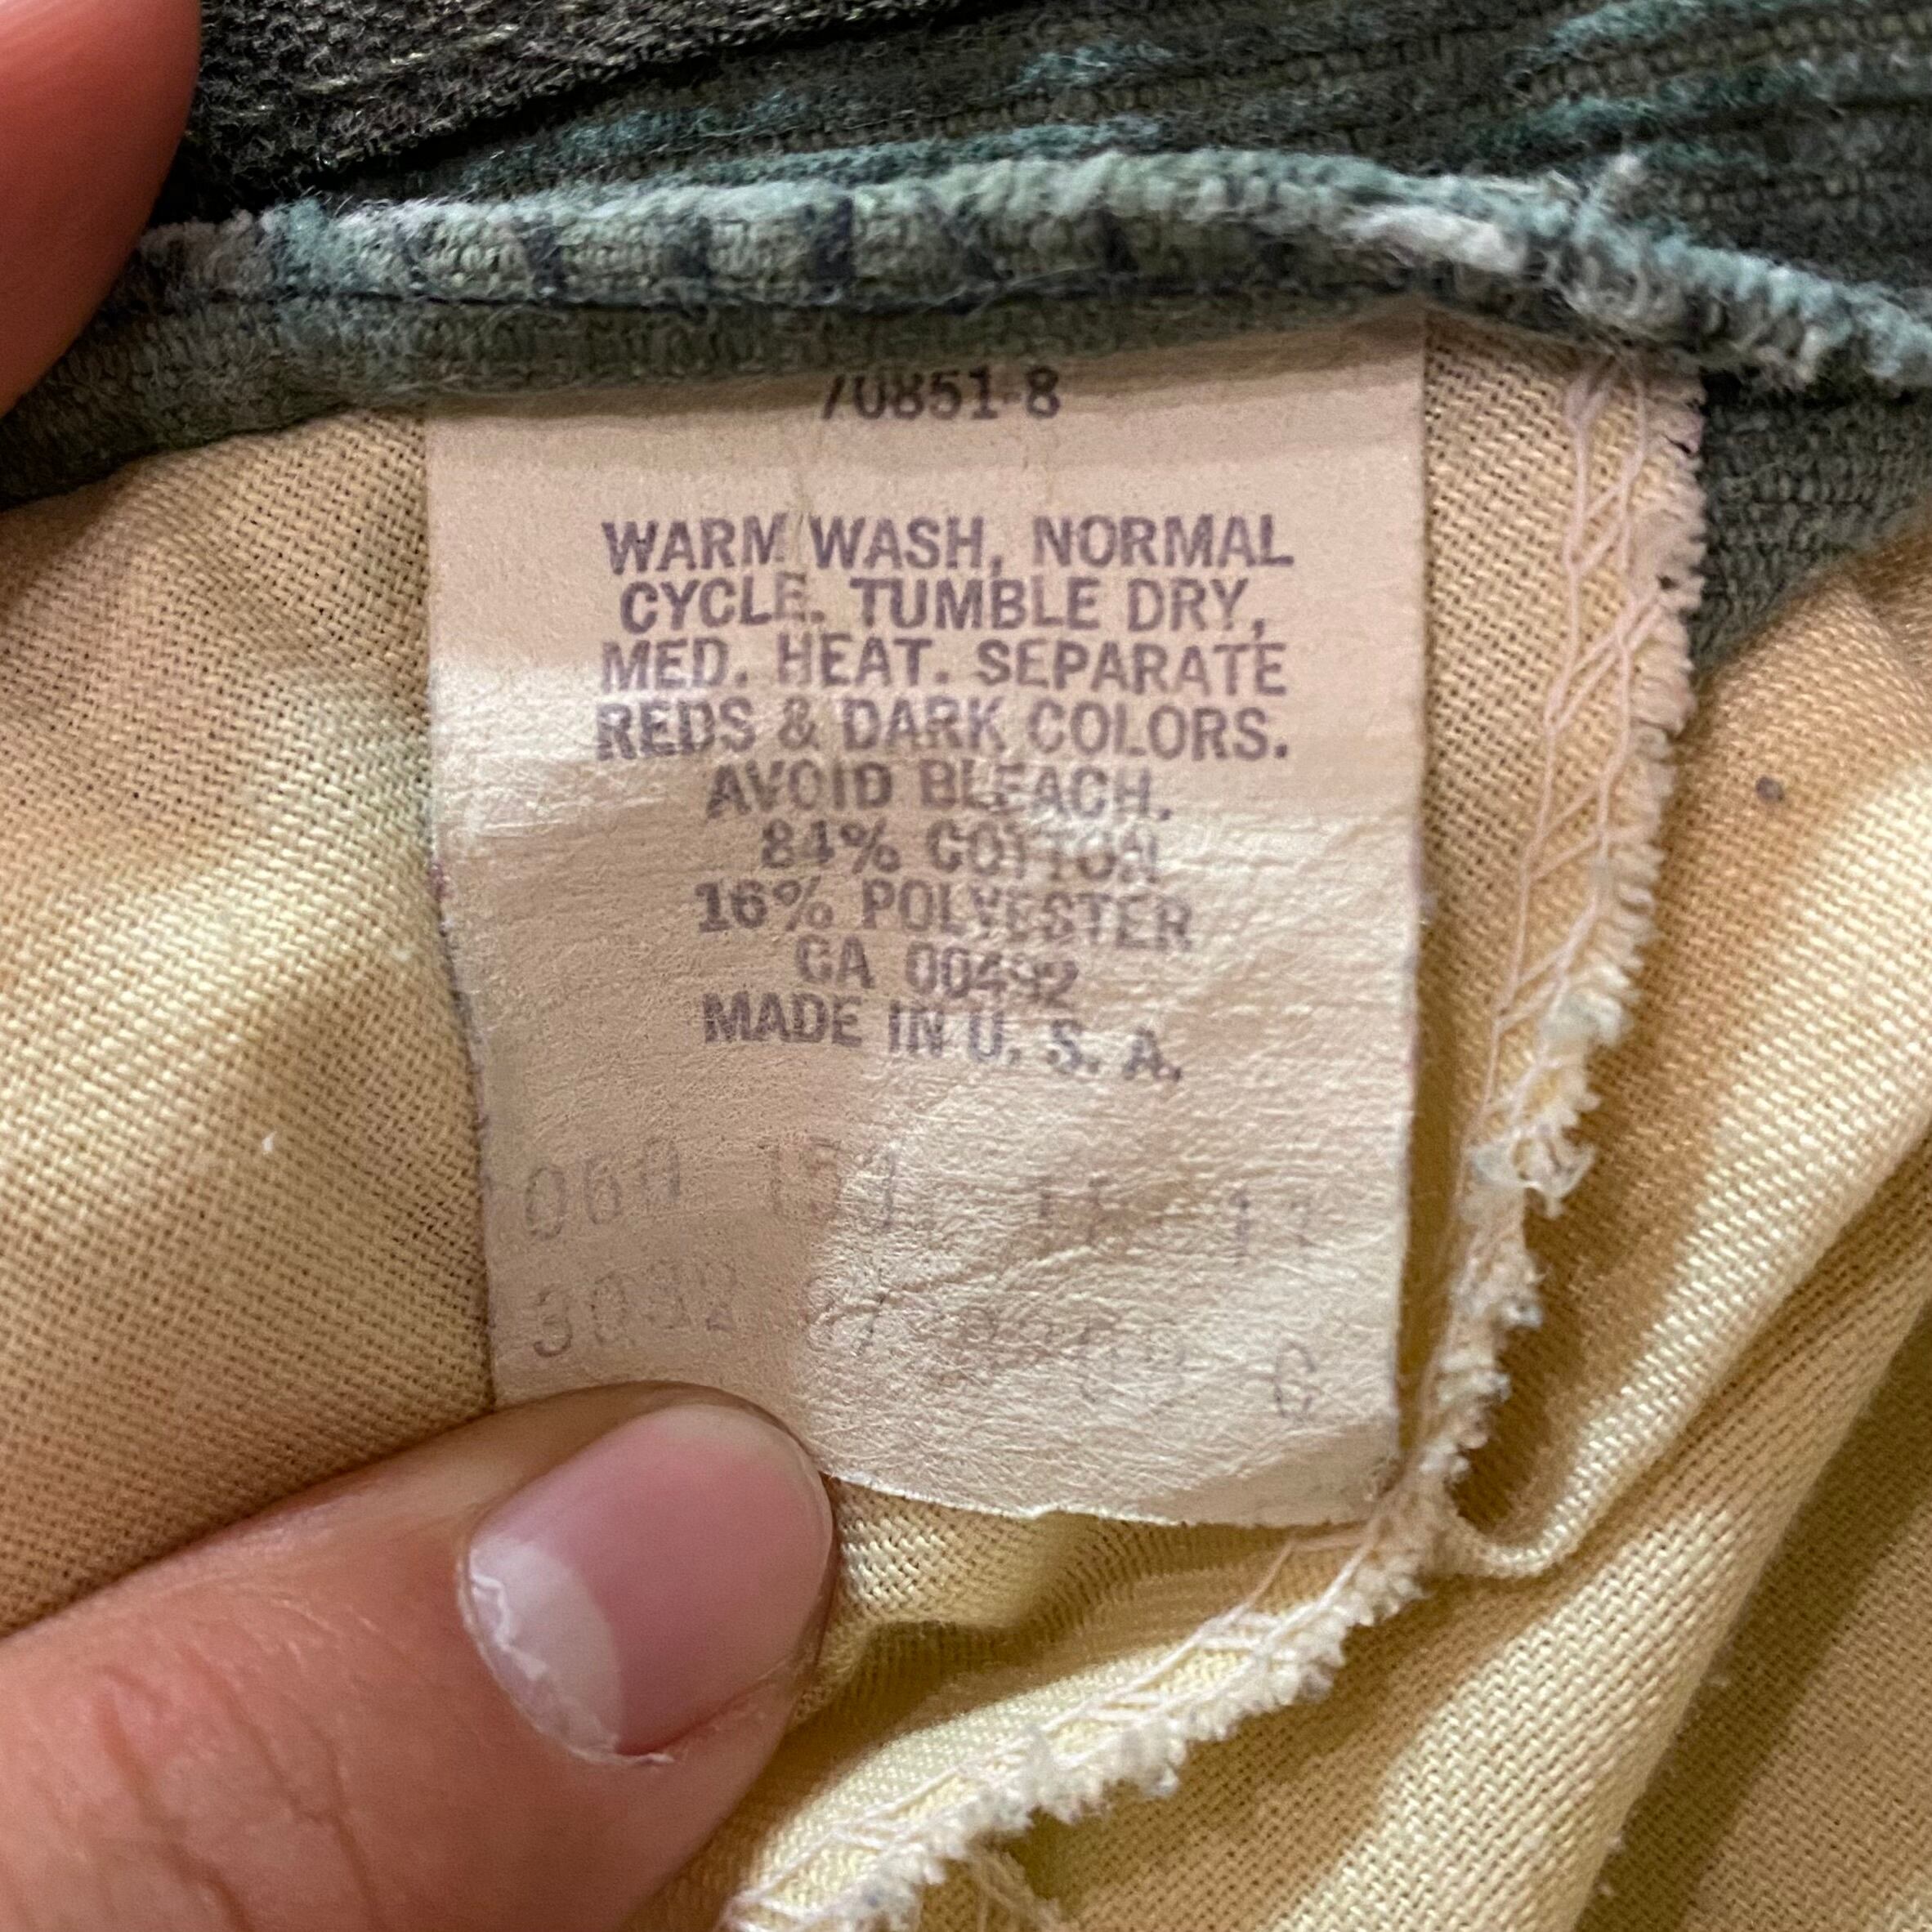 70851-8
WARM WASH, NORMAL
CYCLE. TUMBLE DRY,
MED. HEAT. SEPARATE
REDS & DARK COLORS.
AVOID BLEACH.
84% COTTON
16% POLYESTER
CA 00492
MADE IN U. S. A.